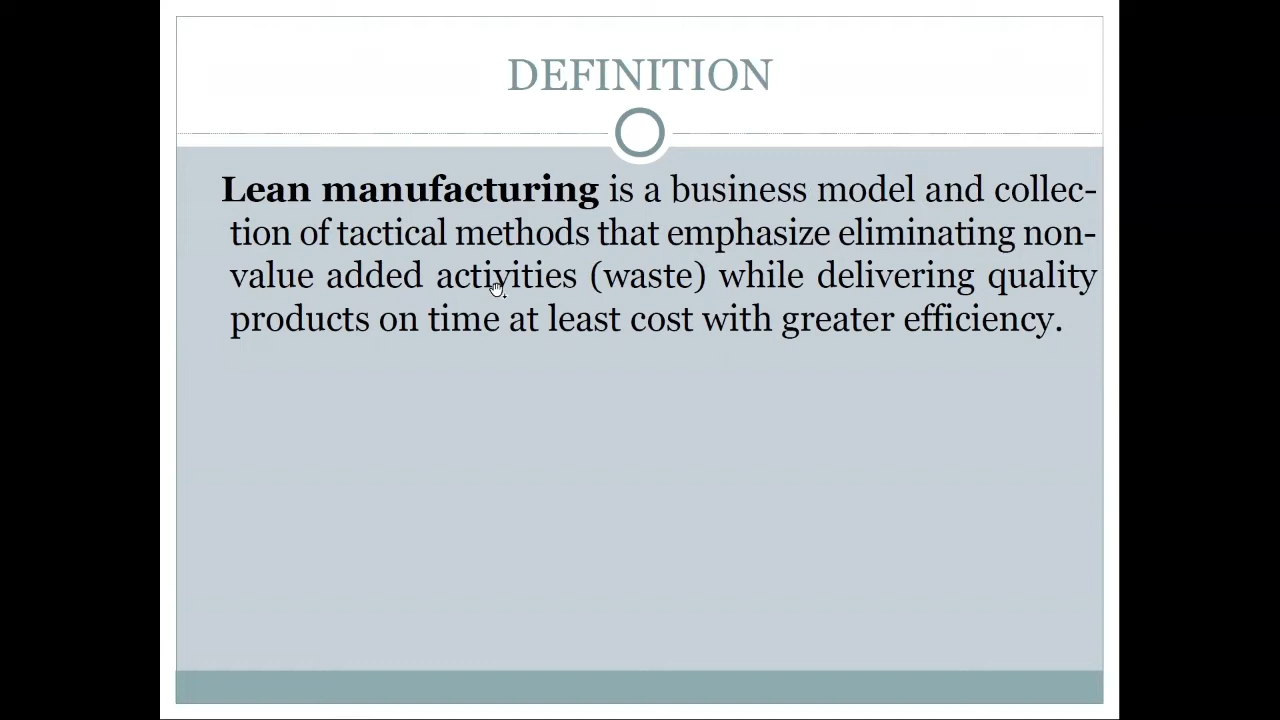 DEFINITION
Lean manufacturing is a business model and collec-
tion of tactical methods that emphasize eliminating non-
value added activities (waste) while delivering quality
products on time at least cost with greater efficiency.